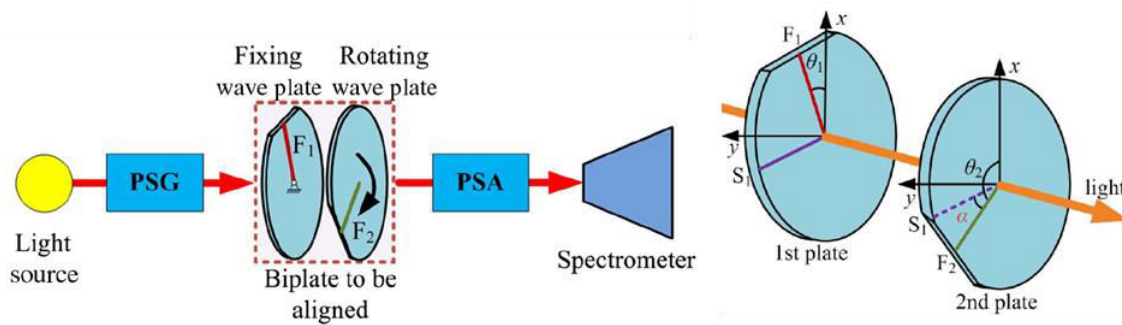 Fixing
wave plate
Rotating
wave plate
PSG
F1
F2
PSA
Light
source
Biplate to be
aligned
Spectrometer
x
F1
θ1
y
S1
1st plate
x
θ2
y
S1
α
F2
light
2nd plate